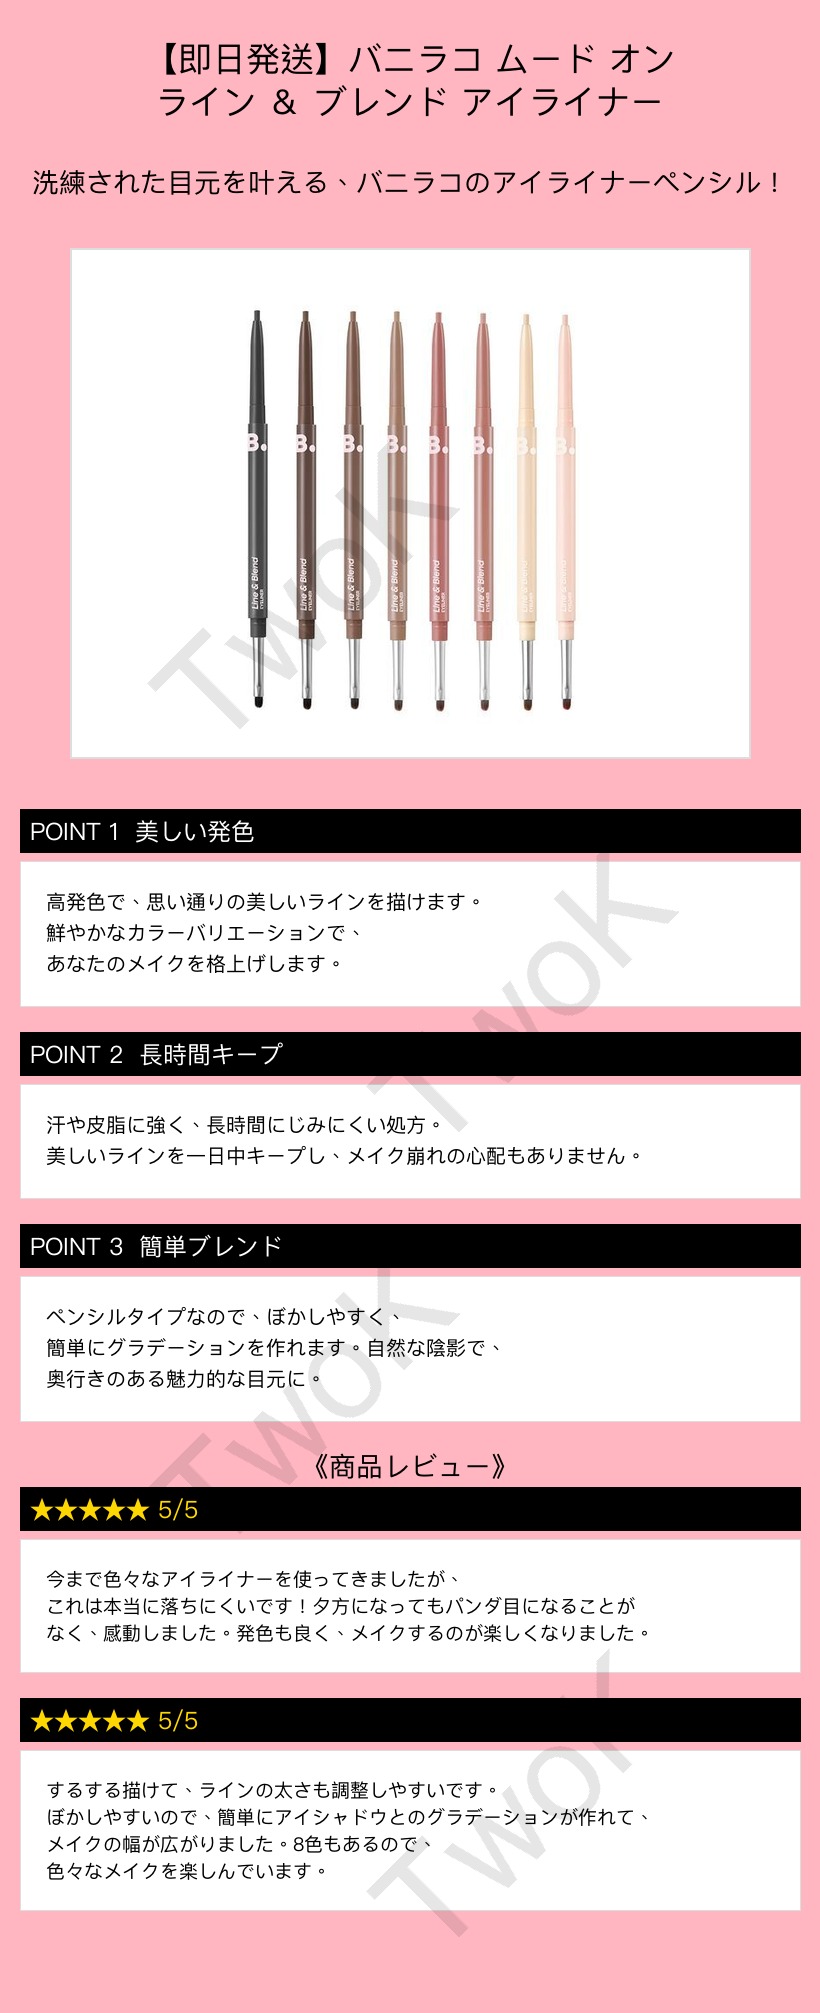 【即日発送】バニラコ ムード オン
ライン ＆ ブレンド アイライナー
洗練された目元を叶える、バニラコのアイライナーペンシル！
B. B. B. B. B. B. B. B.
Line & Blend Line & Blend Line & Blend Line & Blend Line & Blend Line & Blend Line & Blend Line & Blend
EYELINER EYELINER EYELINER EYELINER EYELINER EYELINER EYELINER EYELINER
TwoK
POINT 1 美しい発色
高発色で、思い通りの美しいラインを描けます。
鮮やかなカラーバリエーションで、
あなたのメイクを格上げします。
TwoK
POINT 2 長時間キープ
汗や皮脂に強く、長時間にじみにくい処方。
美しいラインを一日中キープし、メイク崩れの心配もありません。
POINT 3 簡単ブレンド
ペンシルタイプなので、ぼかしやすく、
簡単にグラデーションを作れます。自然な陰影で、
奥行きのある魅力的な目元に。
TwoK
《商品レビュー》
★★★★★ 5/5
今まで色々なアイライナーを使ってきましたが、
これは本当に落ちにくいです！夕方になってもパンダ目になることが
なく、感動しました。発色も良く、メイクするのが楽しくなりました。
★★★★★ 5/5
するする描けて、ラインの太さも調整しやすいです。
ぼかしやすいので、簡単にアイシャドウとのグラデーションが作れて、
メイクの幅が広がりました。8色もあるので、
色々なメイクを楽しんでいます。
TwoK